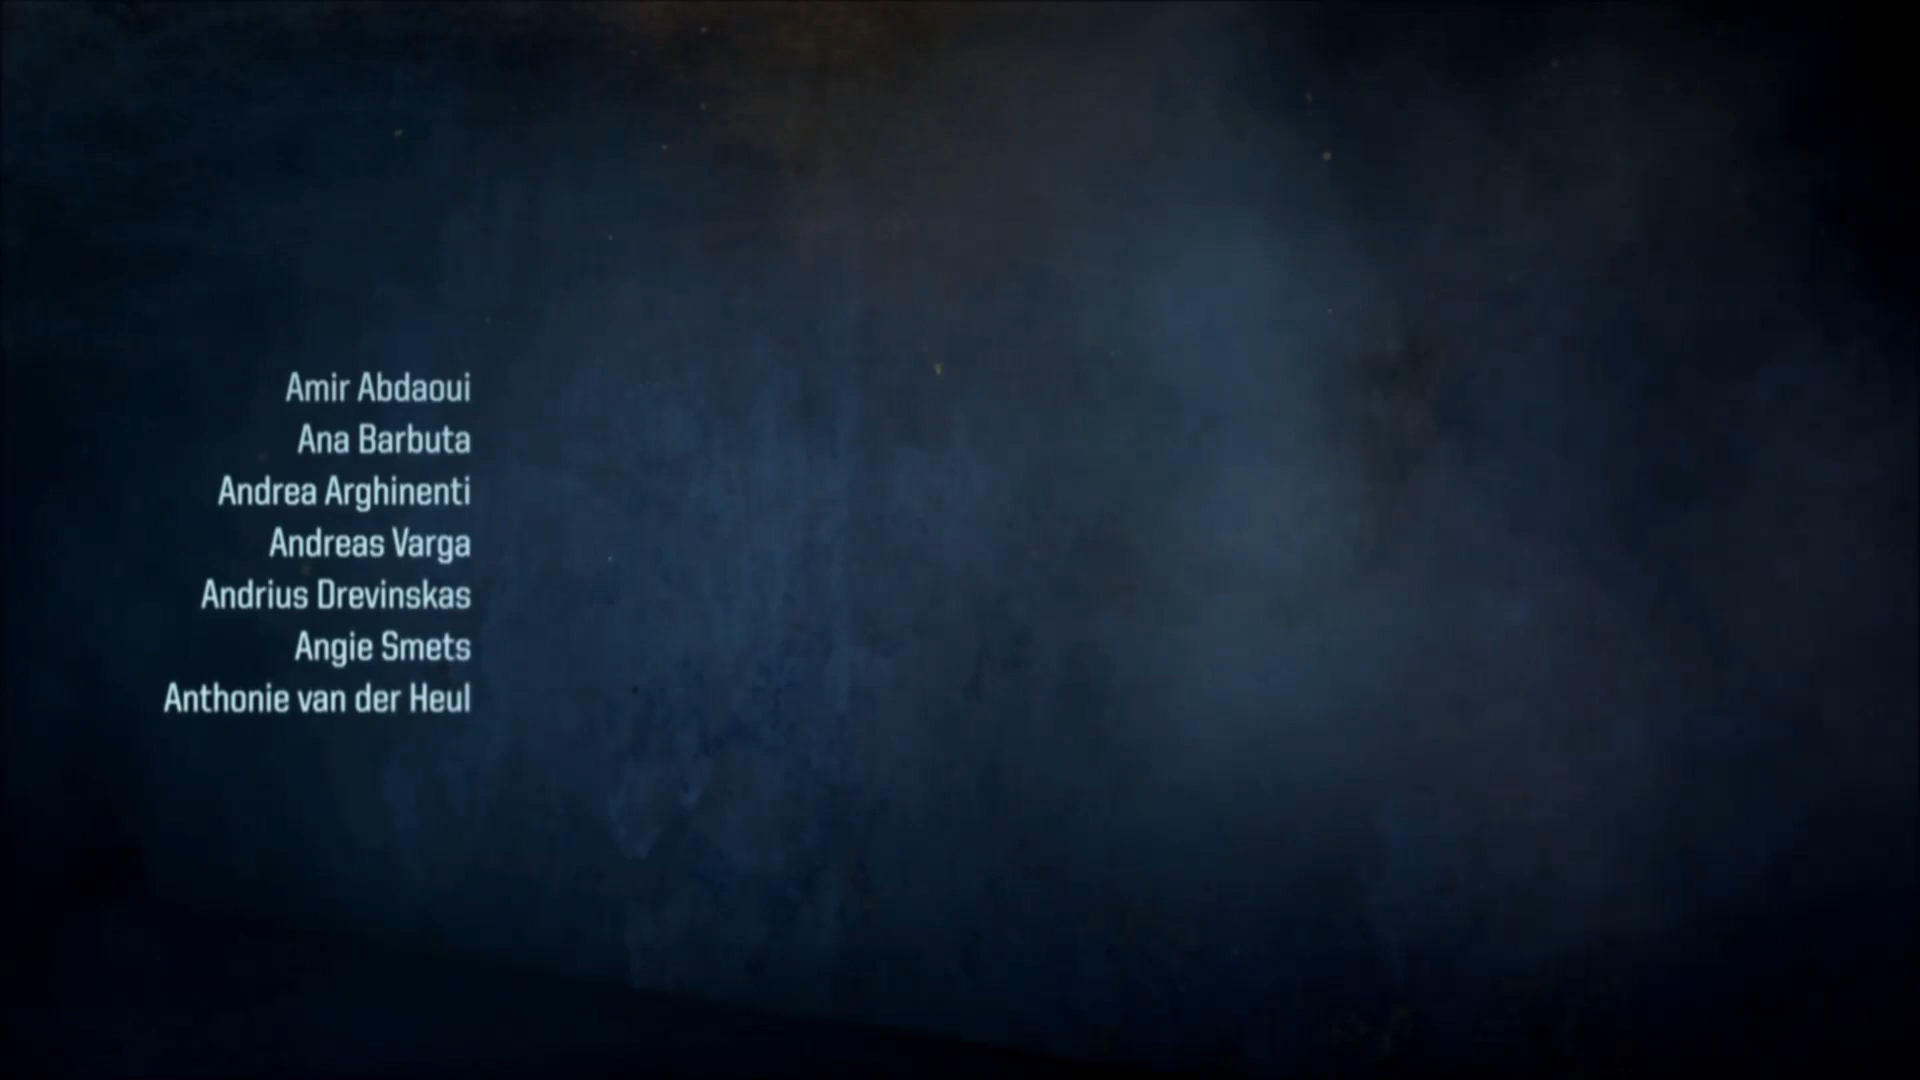 Amir Abdaoui
Ana Barbuta
Andrea Arghinenti
Andreas Varga
Andrius Drevinskas
Angie Smets
Anthonie van der Heul